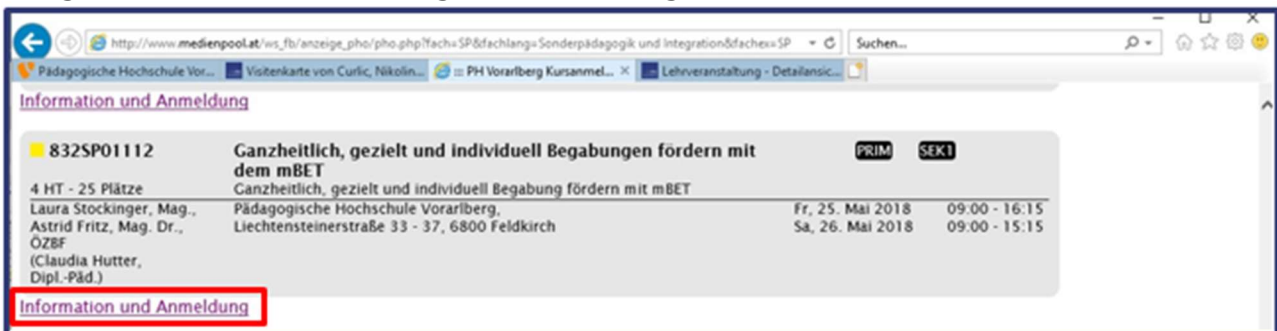 http://www.medienpool.at/ws_fb/anzeige_pho/pho.php?fach=SP&fachlang=Sonderpädagogik und Integration&fachex=SP Suchen...
Pädagogische Hochschule Vor... Visitenkarte von Curlic, Nikolin... ::: PH Vorarlberg Kursanmel... Lehrveranstaltung - Detailansic...
Information und Anmeldung
832SP01112 Ganzheitlich, gezielt und individuell Begabungen fördern mit PRIM SEK1
dem mBET
4 HT - 25 Plätze Ganzheitlich, gezielt und individuell Begabung fördern mit mBET
Laura Stockinger, Mag., Pädagogische Hochschule Vorarlberg, Fr, 25. Mai 2018 09:00 - 16:15
Astrid Fritz, Mag. Dr., Liechtensteinerstraße 33 - 37, 6800 Feldkirch Sa, 26. Mai 2018 09:00 - 15:15
ÖZBF
(Claudia Hutter,
Dipl.-Päd.)
Information und Anmeldung